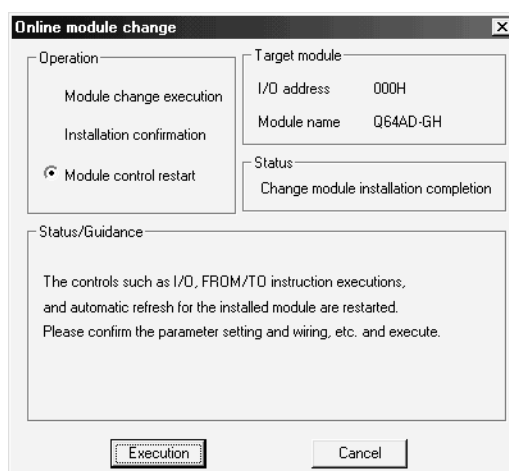 Online module change
Operation
Module change execution
Installation confirmation
Module control restart
Target module
I/O address 000H
Module name Q64AD-GH
Status
Change module installation completion
Status/Guidance
The controls such as I/O, FROM/TO instruction executions,
and automatic refresh for the installed module are restarted.
Please confirm the parameter setting and wiring, etc. and execute.
Execution
Cancel